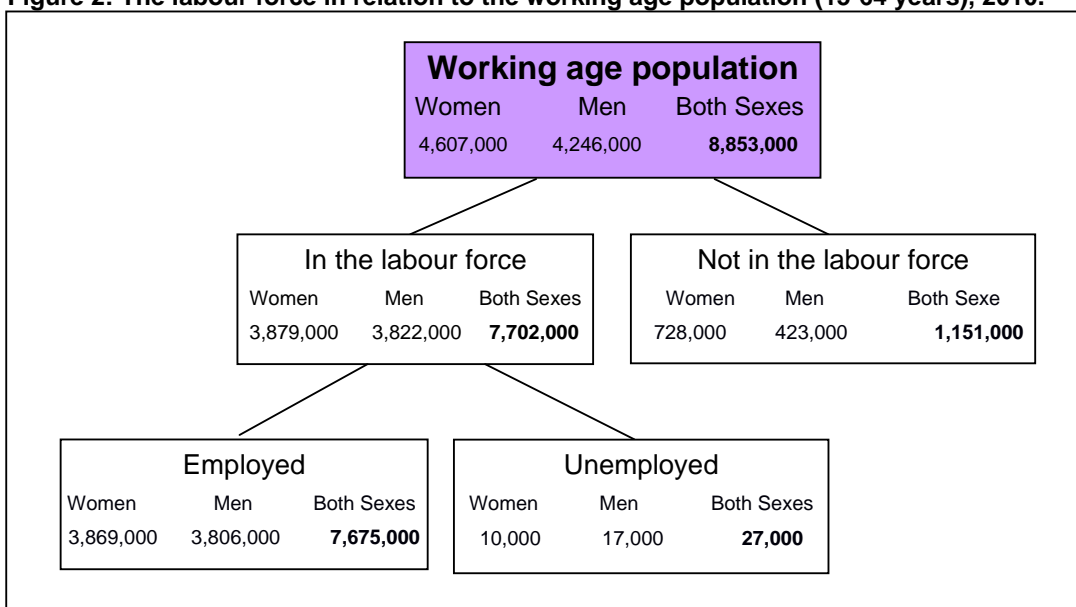 Figure 2: The labour force in relation to the working age population (15-64 years), 2010.
Working age population
Women Men Both Sexes
4,607,000 4,246,000 8,853,000
In the labour force
Women Men Both Sexes
3,879,000 3,822,000 7,702,000
Not in the labour force
Women Men Both Sexe
728,000 423,000 1,151,000
Employed
Women Men Both Sexes
3,869,000 3,806,000 7,675,000
Unemployed
Women Men Both Sexes
10,000 17,000 27,000